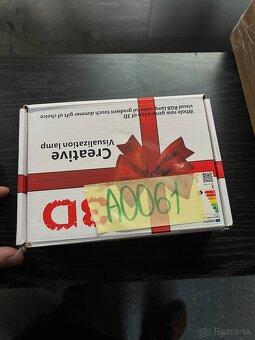 Whole new generation of 3D
visual RGB lamp colorful gradient touch dimmer gift of choice
Creative
Visualization lamp
3D
A0061
Bazos.sk